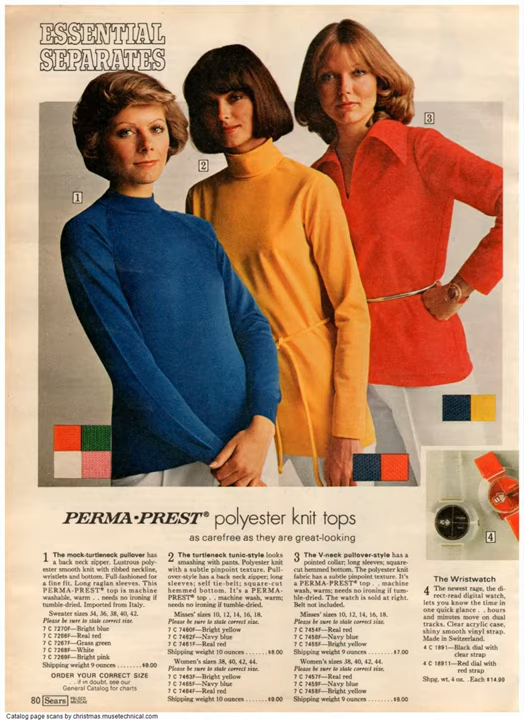 ESSENTIAL
SEPARATES
1
2
3
PERMA•PREST® polyester knit tops
as carefree as they are great-looking
1 The mock-turtleneck pullover has
a back neck zipper. Lustrous poly-
ester smooth knit with ribbed neckline,
wristlets and bottom. Full-fashioned for
a fine fit. Long raglan sleeves. This
PERMA-PREST® top is machine
washable, warm . . needs no ironing if
tumble-dried. Imported from Italy.
Sweater sizes 34, 36, 38, 40, 42.
Please be sure to state correct size.
7 C 7270F—Bright blue
7 C 7266F—Real red
7 C 7267F—Grass green
7 C 7268F—White
7 C 7269F—Bright pink
Shipping weight 9 ounces ........$9.00
ORDER YOUR CORRECT SIZE
. . if in doubt, see our
General Catalog for charts
2 The turtleneck tunic-style looks
smashing with pants. Polyester knit
with a subtle pinpoint texture. Pull-
over-style has a back neck zipper; long
sleeves; self tie-belt; square-cut
hemmed bottom. It's a PERMA-
PREST® top . . machine wash, warm;
needs no ironing if tumble-dried.
Misses' sizes 10, 12, 14, 16, 18.
Please be sure to state correct size.
7 C 7460F—Bright yellow
7 C 7462F—Navy blue
7 C 7461F—Real red
Shipping weight 9 ounces ........$8.00
Women's sizes 38, 40, 42, 44.
Please be sure to state correct size.
7 C 7463F—Bright yellow
7 C 7465F—Navy blue
7 C 7464F—Real red
Shipping weight 10 ounces ........$9.00
3 The V-neck pullover-style has a
pointed collar; long sleeves; square-
cut hemmed bottom. The polyester knit
fabric has a subtle pinpoint texture. It's
a PERMA-PREST® top . . machine
wash, warm; needs no ironing if tum-
ble-dried. The watch is sold at right.
Belt not included.
Misses' sizes 10, 12, 14, 16, 18.
Please be sure to state correct size.
7 C 7454F—Real red
7 C 7456F—Navy blue
7 C 7455F—Bright yellow
Shipping weight 9 ounces ........$7.00
Women's sizes 38, 40, 42, 44.
Please be sure to state correct size.
7 C 7457F—Real red
7 C 7459F—Navy blue
7 C 7458F—Bright yellow
Shipping weight 9 ounces ........$8.00
4
The Wristwatch
4 The newest rage, the di-
rect-read digital watch,
lets you know the time in
one quick glance . . hours
and minutes move on dual
tracks. Clear acrylic case,
shiny smooth vinyl strap.
Made in Switzerland.
4 C 1891—Black dial with
clear strap
4 C 18911—Red dial with
red strap
Shpg. wt. 4 oz. . Each $14.99
80 Sears
Catalog page scans by christmas.musetechnical.com